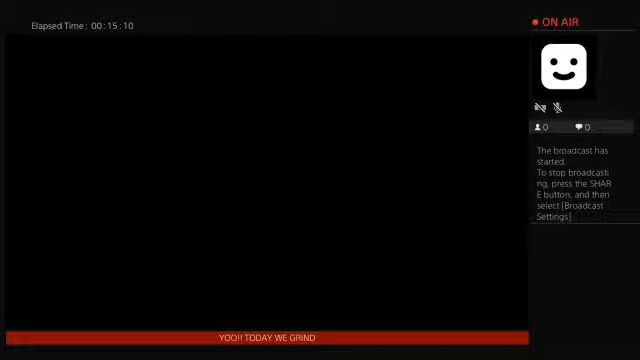 Elapsed Time : 00 : 15 : 10
ON AIR
0
0
The broadcast has
started.
To stop broadcasti
ng, press the SHAR
E button, and then
select [Broadcast
Settings]
YOO!! TODAY WE GRIND